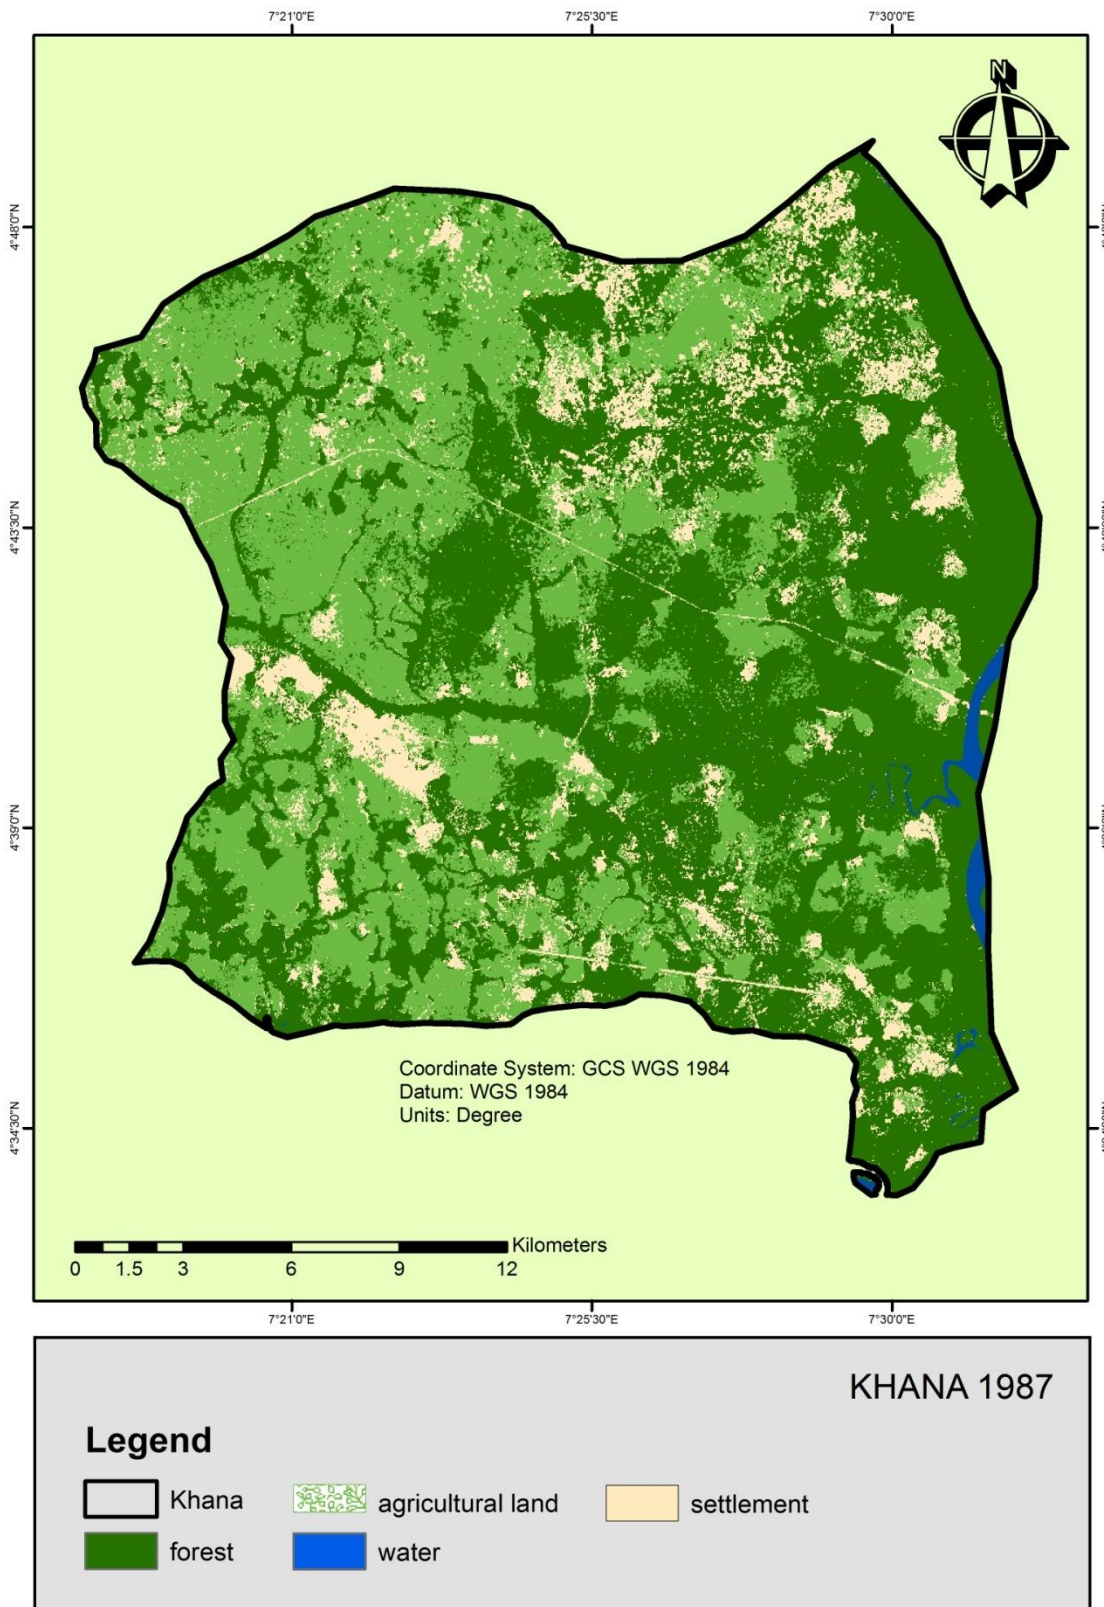 7°21'0"E 7°25'30"E 7°30'0"E
N
4°48'0"N
4°43'30"N
4°39'0"N
4°34'30"N
Coordinate System: GCS WGS 1984
Datum: WGS 1984
Units: Degree
Kilometers
0 1.5 3 6 9 12
7°21'0"E 7°25'30"E 7°30'0"E
KHANA 1987
Legend
Khana agricultural land settlement
forest water